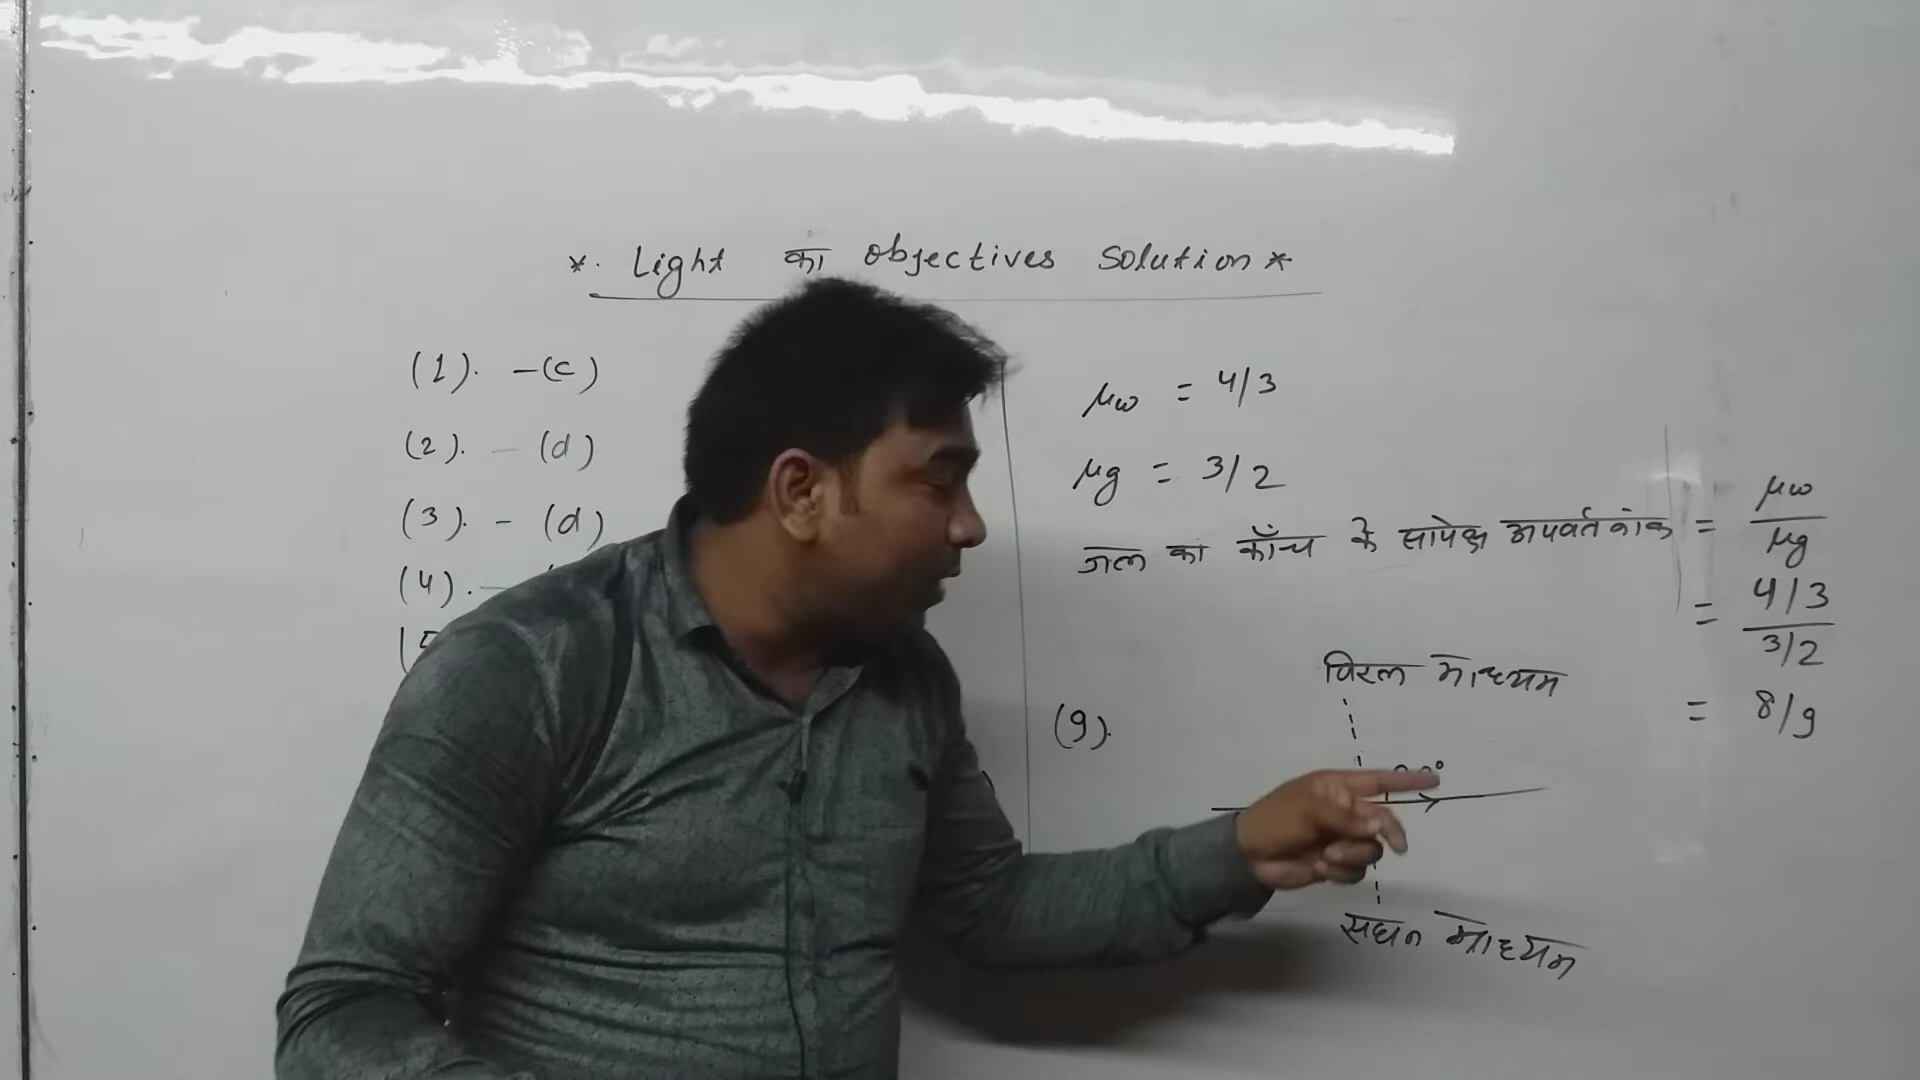 *. Light का objectives solution *
(1). - (c)
(2). - (d)
(3). - (d)
(4). -
μw = 4/3
μg = 3/2
जल का काँच के सापेक्ष अपवर्तनांक = μw/μg
= 4/3 / 3/2
= 8/9
(9).
विरल माध्यम
सघन माध्यम